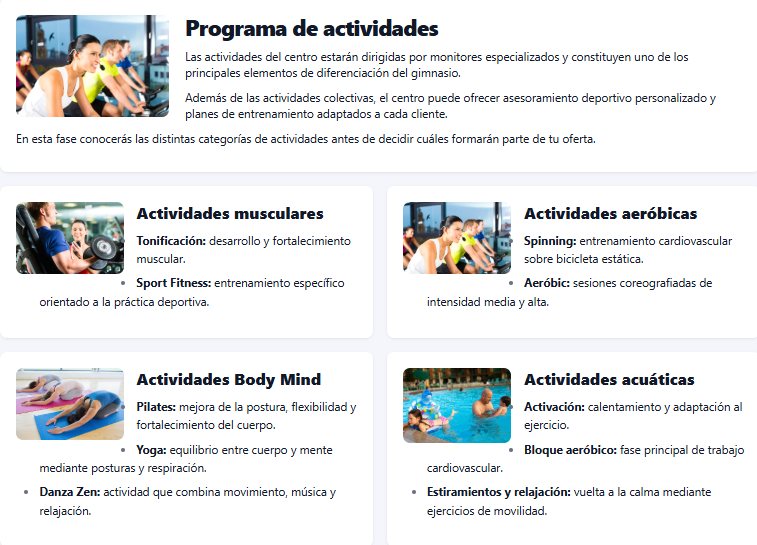 Programa de actividades
Las actividades del centro estarán dirigidas por monitores especializados y constituyen uno de los
principales elementos de diferenciación del gimnasio.
Además de las actividades colectivas, el centro puede ofrecer asesoramiento deportivo personalizado y
planes de entrenamiento adaptados a cada cliente.
En esta fase conocerás las distintas categorías de actividades antes de decidir cuáles formarán parte de tu oferta.
Actividades musculares
Tonificación: desarrollo y fortalecimiento
muscular.
• Sport Fitness: entrenamiento específico
orientado a la práctica deportiva.
Actividades aeróbicas
• Spinning: entrenamiento cardiovascular
sobre bicicleta estática.
• Aeróbic: sesiones coreografiadas de
intensidad media y alta.
Actividades Body Mind
Pilates: mejora de la postura, flexibilidad y
fortalecimiento del cuerpo.
• Yoga: equilibrio entre cuerpo y mente
mediante posturas y respiración.
• Danza Zen: actividad que combina movimiento, música y
relajación.
Actividades acuáticas
• Activación: calentamiento y adaptación al
ejercicio.
• Bloque aeróbico: fase principal de trabajo
cardiovascular.
• Estiramientos y relajación: vuelta a la calma mediante
ejercicios de movilidad.